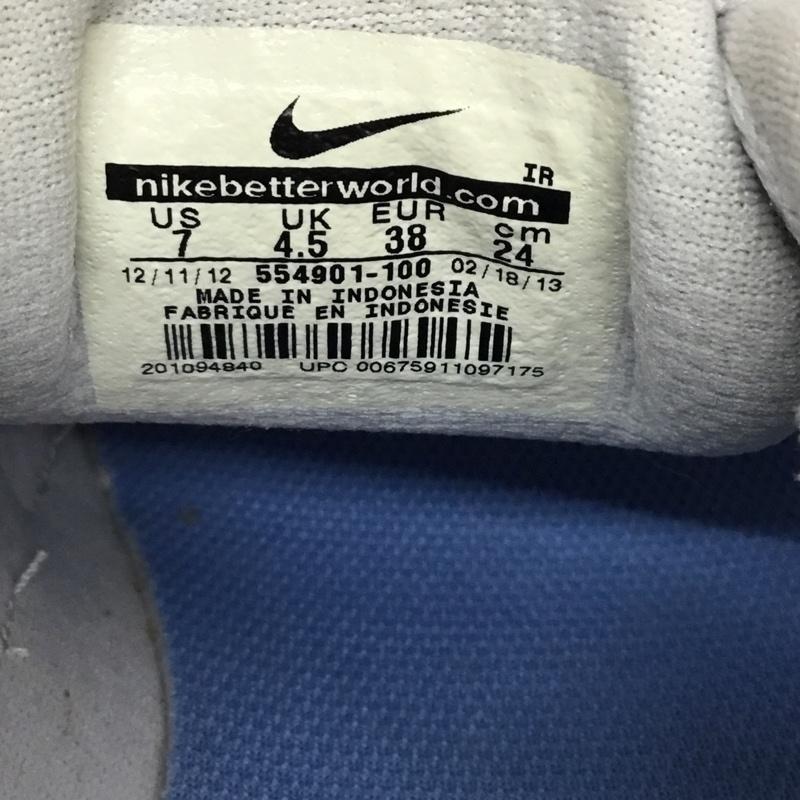 IR
nikebetterworld.com
US UK EUR cm
7 4.5 38 24
12/11/12 554901-100 02/18/13
MADE IN INDONESIA
FABRIQUE EN INDONESIE
201094840 UPC 00675911097175